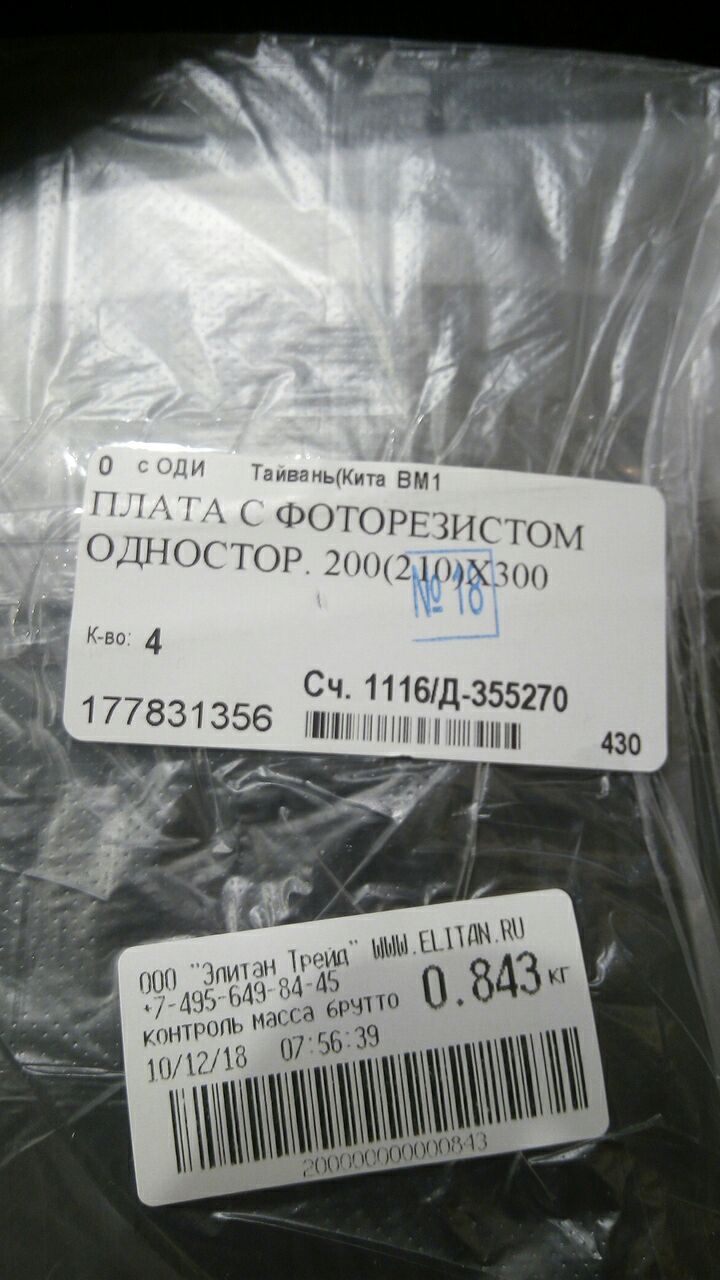 0 с ОДИ Тайвань(Кита ВМ1
ПЛАТА С ФОТОРЕЗИСТОМ
ОДНОСТОР. 200(210)Х300
№ 18
К-во: 4
Сч. 1116/Д-355270
177831356
430
ООО "Элитан Трейд" WWW.ELITAN.RU
+7-495-649-84-45
контроль масса брутто 0.843 кг
10/12/18 07:56:39
2000000000000843